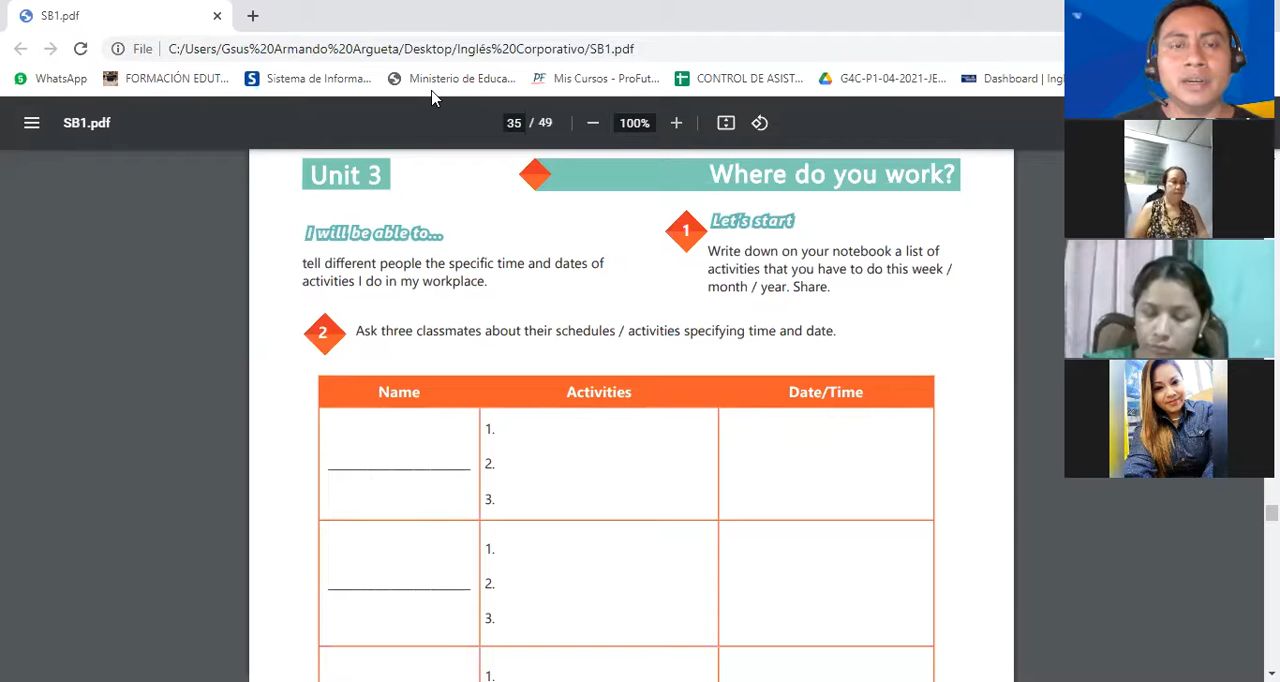 SB1.pdf
File C:/Users/Gsus%20Armando%20Argueta/Desktop/Inglés%20Corporativo/SB1.pdf
WhatsApp FORMACIÓN EDUT... Sistema de Informa... Ministerio de Educa... Mis Cursos - ProFut... CONTROL DE ASIST... G4C-P1-04-2021-JE... Dashboard | Ingl
SB1.pdf 35 / 49 100%
Unit 3 Where do you work?
I will be able to...
tell different people the specific time and dates of
activities I do in my workplace.
1 Let's start
Write down on your notebook a list of
activities that you have to do this week /
month / year. Share.
2 Ask three classmates about their schedules / activities specifying time and date.
Name Activities Date/Time
1.
2.
3.
1.
2.
3.
1.